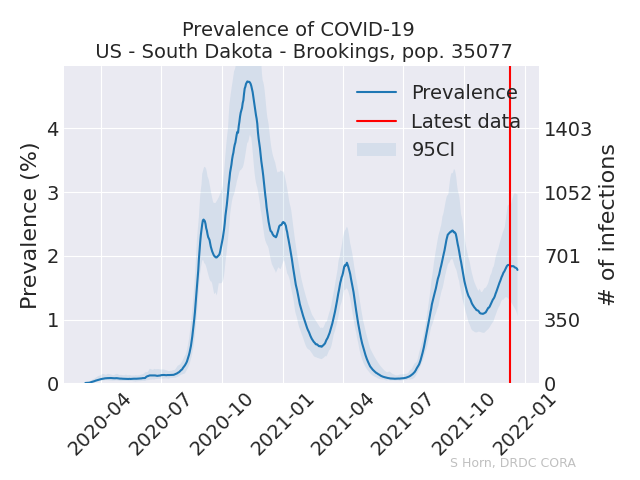 Prevalence of COVID-19
US - South Dakota - Brookings, pop. 35077
Prevalence
Latest data
95CI
Prevalence (%)
4
3
2
1
0
1403
1052
701
350
0
# of infections
2020-04
2020-07
2020-10
2021-01
2021-04
2021-07
2021-10
2022-01
S Horn, DRDC CORA